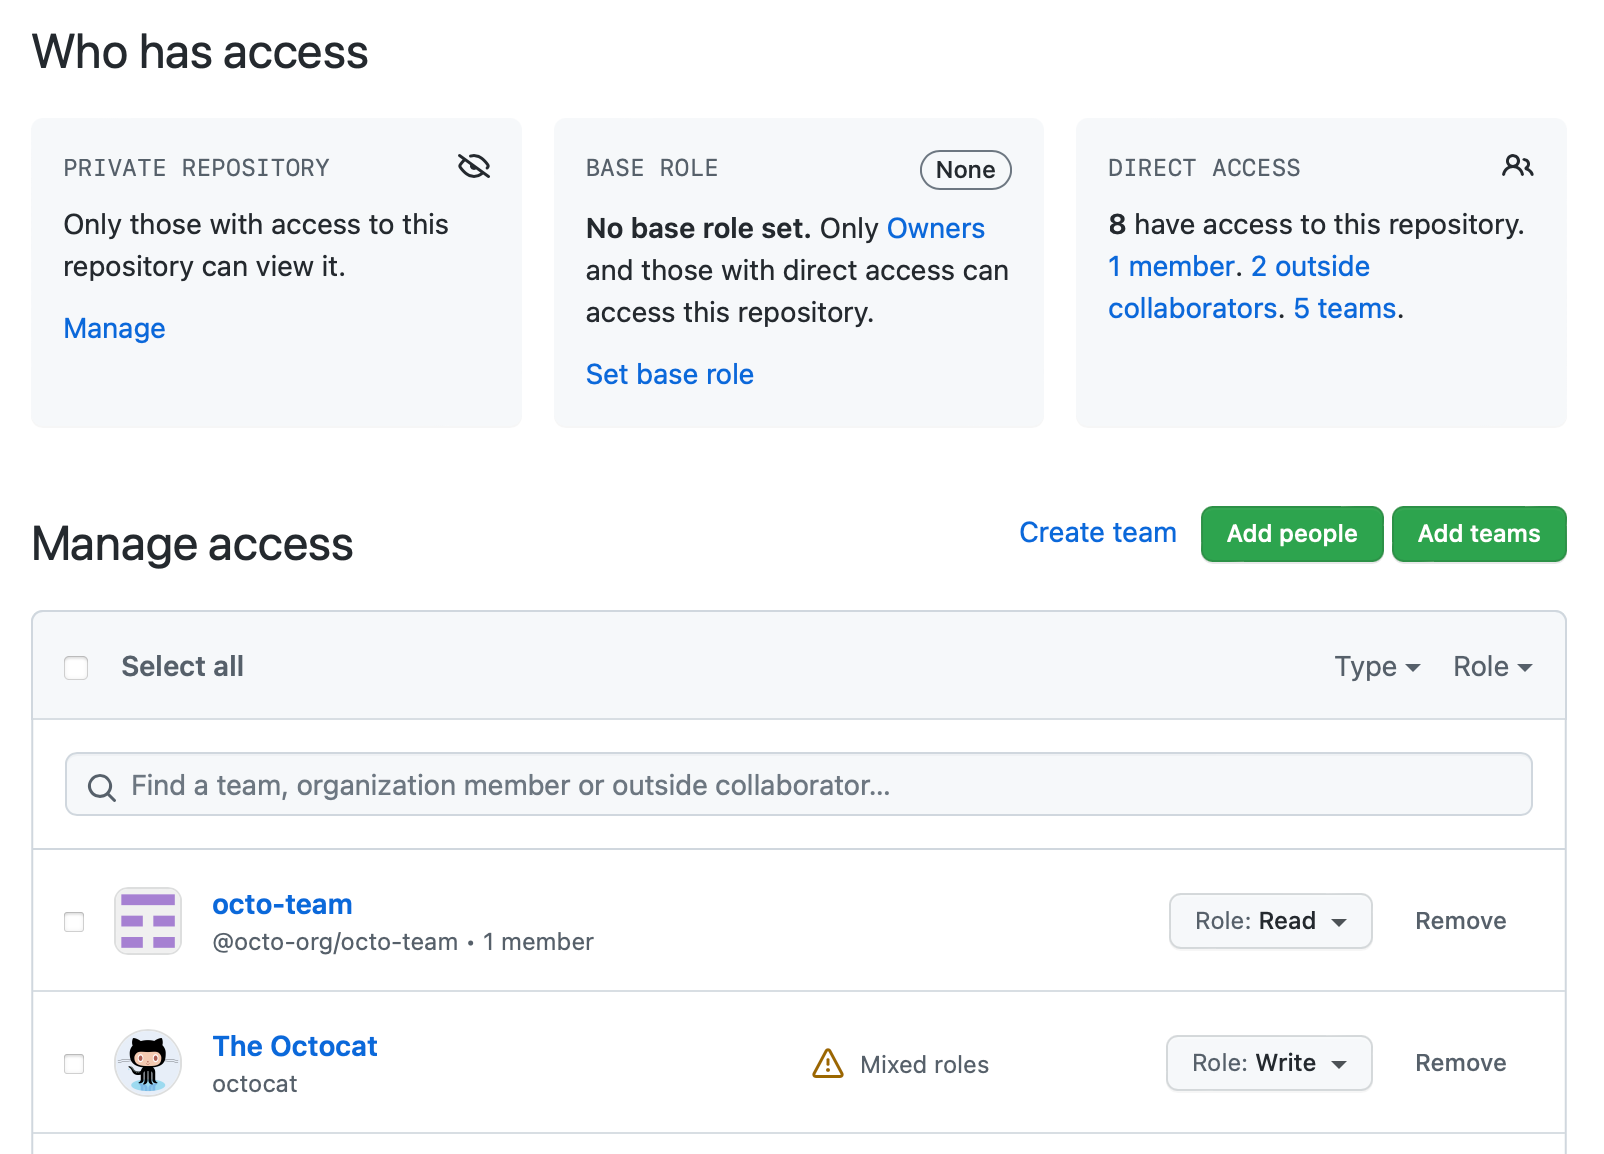 Who has access
PRIVATE REPOSITORY
Only those with access to this
repository can view it.
Manage
BASE ROLE
None
No base role set. Only Owners
and those with direct access can
access this repository.
Set base role
DIRECT ACCESS
8 have access to this repository.
1 member. 2 outside
collaborators. 5 teams.
Manage access
Create team
Add people
Add teams
Select all
Type
Role
Find a team, organization member or outside collaborator...
octo-team
@octo-org/octo-team • 1 member
Role: Read
Remove
The Octocat
octocat
Mixed roles
Role: Write
Remove